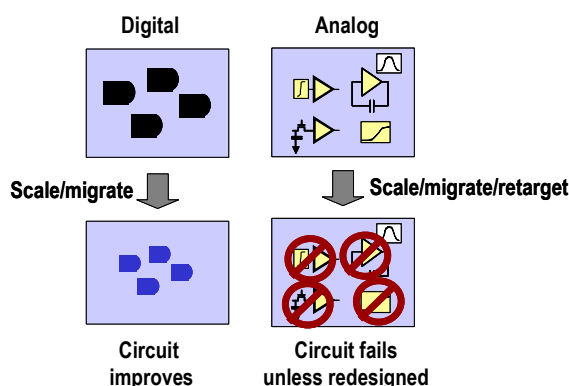 Digital
Analog
Scale/migrate
Scale/migrate/retarget
Circuit
improves
Circuit fails
unless redesigned